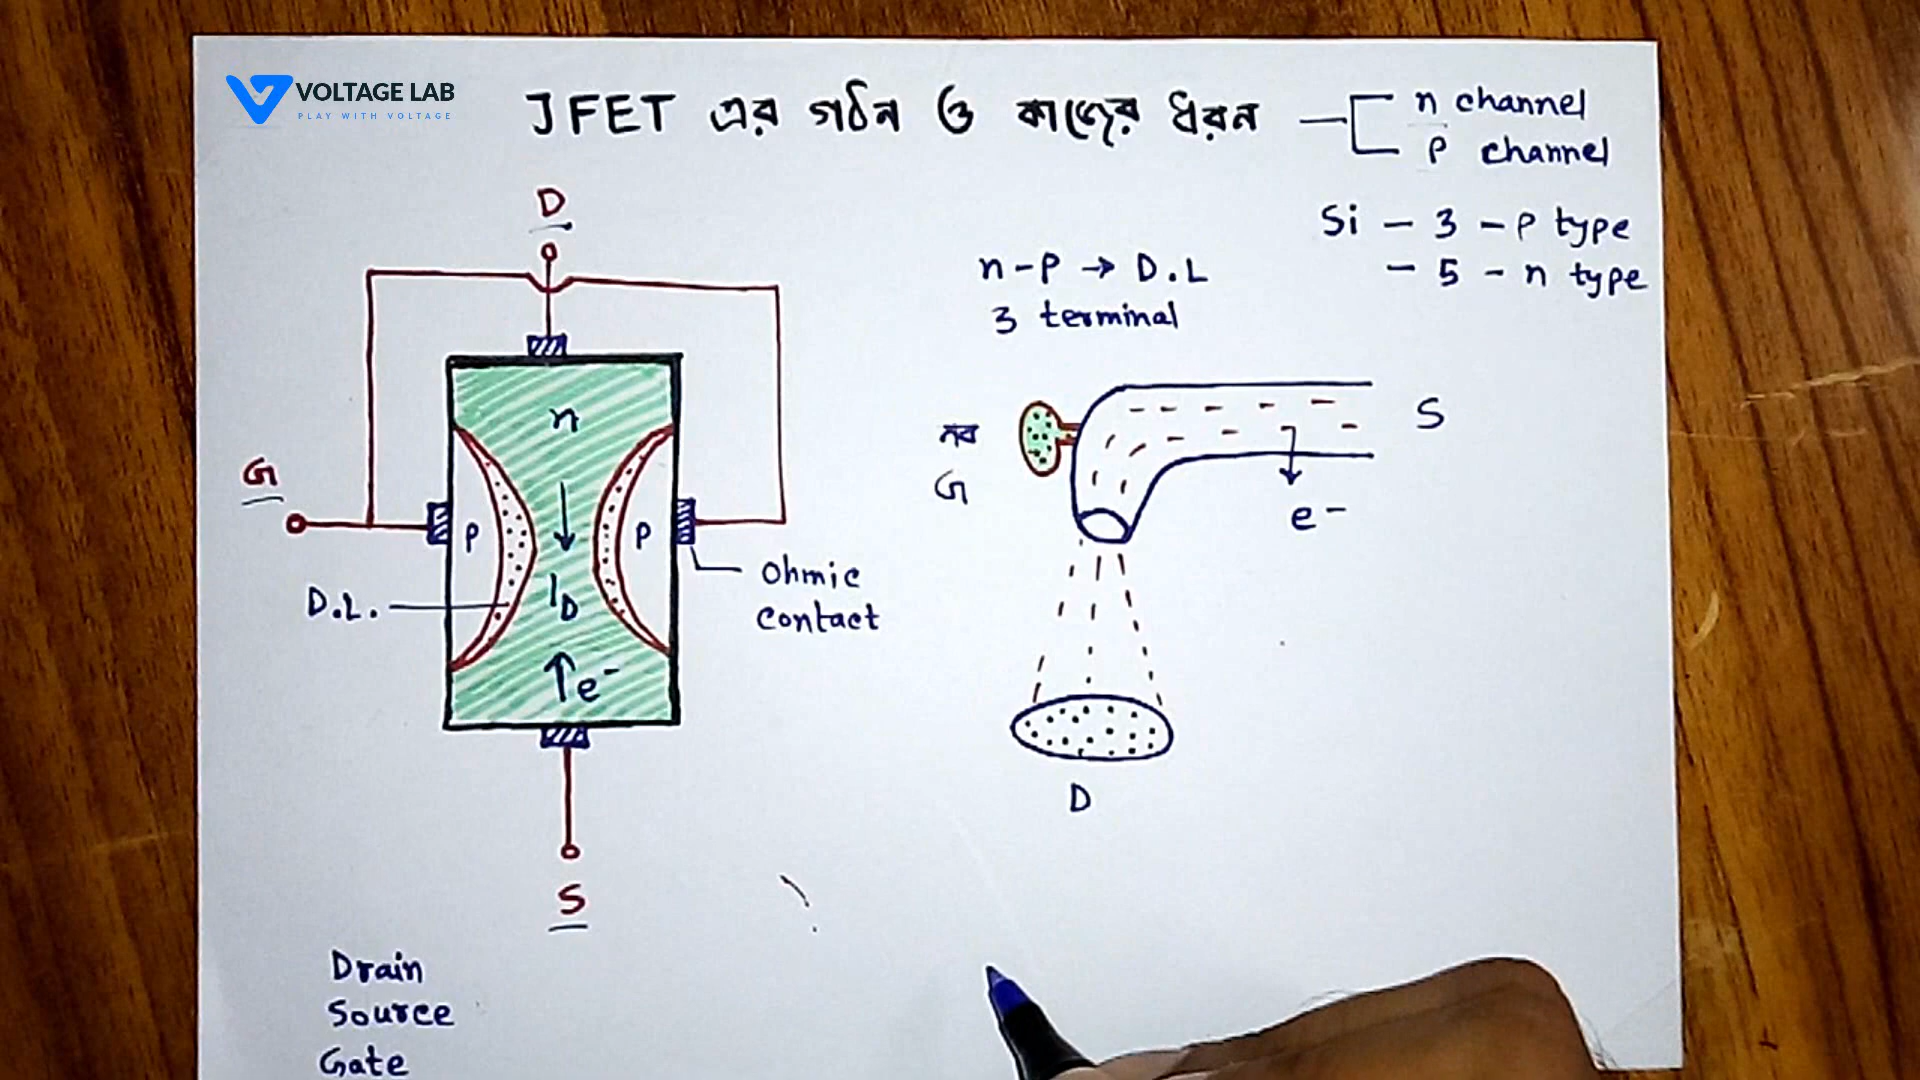 VOLTAGE LAB
PLAY WITH VOLTAGE
JFET এর গঠন ও কাজের ধরন
n channel
p channel
Si - 3 - p type
- 5 - n type
n-p → D.L
3 terminal
D
n
G
P
P
I_D
D.L.
e-
Ohmic
contact
S
নব
G
S
e-
D
Drain
Source
Gate